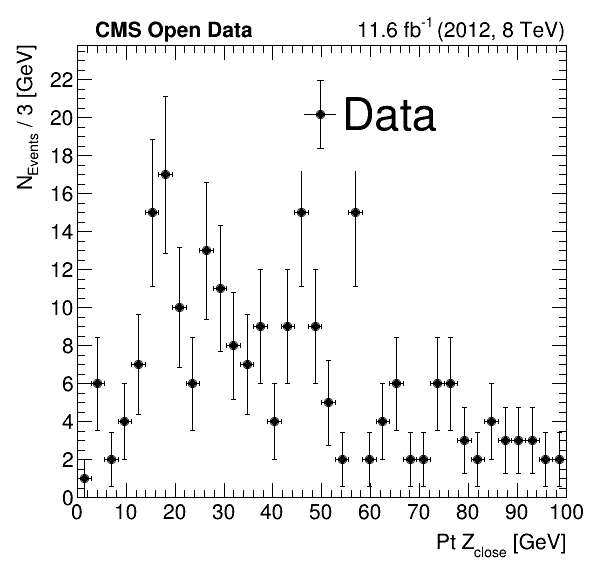 CMS Open Data
11.6 fb⁻¹ (2012, 8 TeV)
N_Events / 3 [GeV]
22
20
18
16
14
12
10
8
6
4
2
0
Data
0 10 20 30 40 50 60 70 80 90 100
Pt Z_close [GeV]